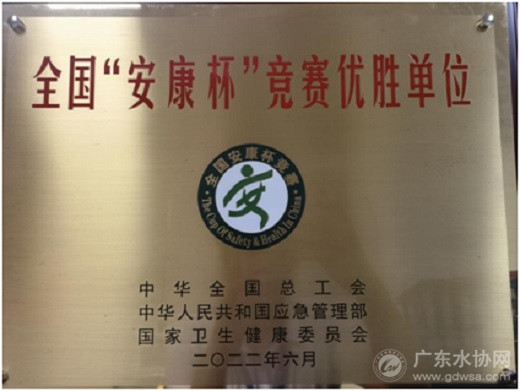 全国“安康杯”竞赛优胜单位
全国安康杯竞赛
The Cup Of Safety & Health In China
中华全国总工会
中华人民共和国应急管理部
国家卫生健康委员会
二〇二二年六月
广东水协网
www.gdwsa.com